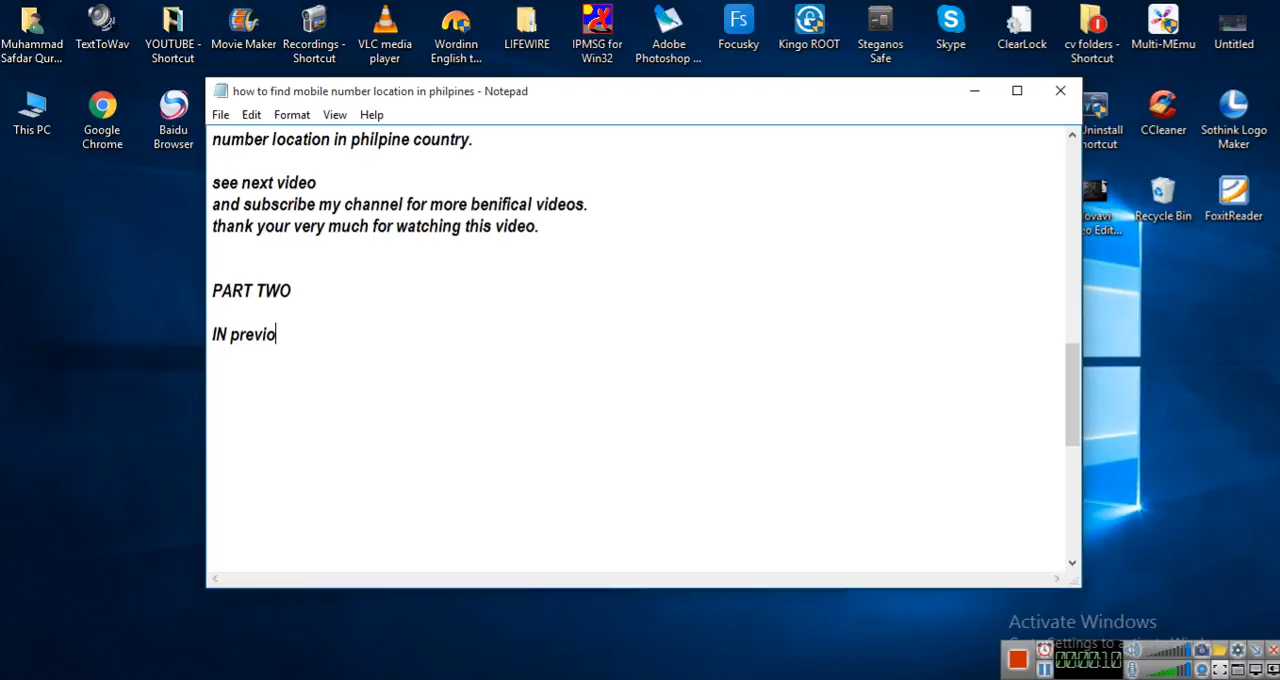 Muhammad Safdar Qur...
TextToWav
YOUTUBE - Shortcut
Movie Maker
Recordings - Shortcut
VLC media player
Wordinn English t...
LIFEWIRE
IPMSG for Win32
Adobe Photoshop ...
Focusky
Kingo ROOT
Steganos Safe
Skype
ClearLock
cv folders - Shortcut
Multi-MEmu
Untitled
This PC
Google Chrome
Baidu Browser
how to find mobile number location in philpines - Notepad
File Edit Format View Help
number location in philpine country.
see next video
and subscribe my channel for more benifical videos.
thank your very much for watching this video.
PART TWO
IN previo
CCleaner
Sothink Logo Maker
Recycle Bin
FoxitReader
Activate Windows